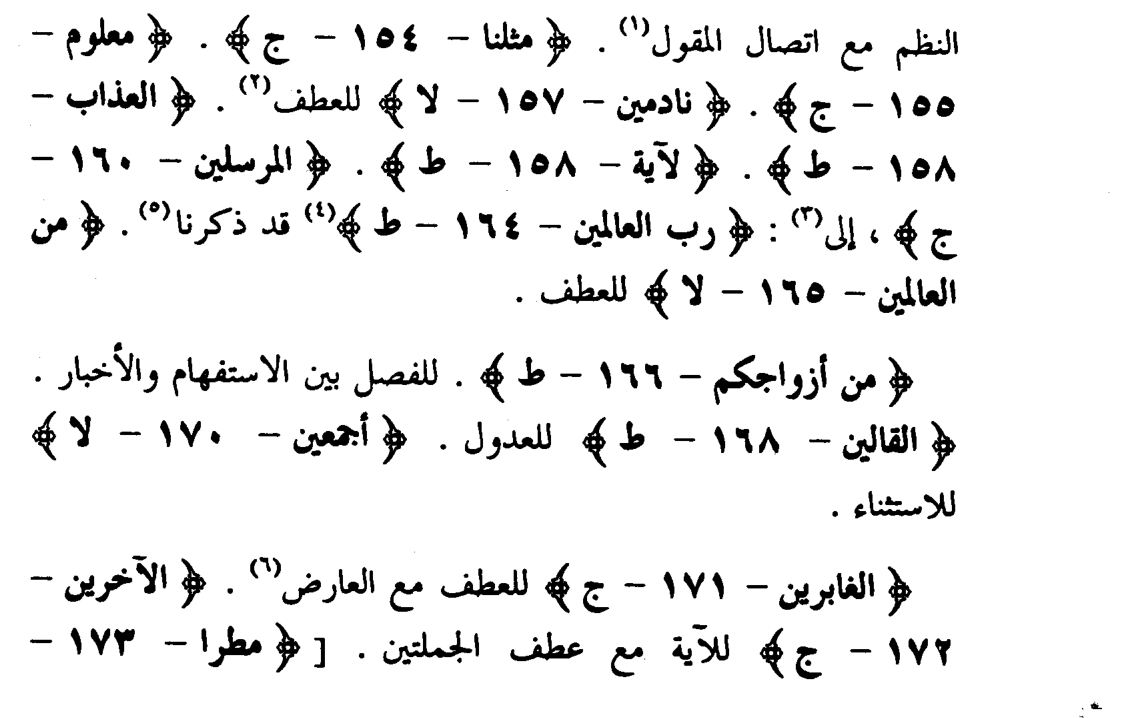 النظم مع اتصال المقول(١) . ﴿ مثلنا – ١٥٤ – ج ﴾ . ﴿ معلوم –
١٥٥ – ج ﴾ . ﴿ نادمين – ١٥٧ – لا ﴾ للعطف(٢) . ﴿ العذاب –
١٥٨ – ط ﴾ . ﴿ لآية – ١٥٨ – ط ﴾ . ﴿ المرسلين – ١٦٠ –
ج ﴾ ، إلى(٣) : ﴿ رب العالمين – ١٦٤ – ط ﴾(٤) قد ذكرنا(٥) . ﴿ من
العالمين – ١٦٥ – لا ﴾ للعطف .
﴿ من أزواجكم – ١٦٦ – ط ﴾ . للفصل بين الاستفهام والأخبار .
﴿ القالين – ١٦٨ – ط ﴾ للعدول . ﴿ أجمعين – ١٧٠ – لا ﴾
للاستثناء .
﴿ الغابرين – ١٧١ – ج ﴾ للعطف مع العارض(٦) . ﴿ الآخرين –
١٧٢ – ج ﴾ للآية مع عطف الجملتين . [ ﴿ مطرا – ١٧٣ –